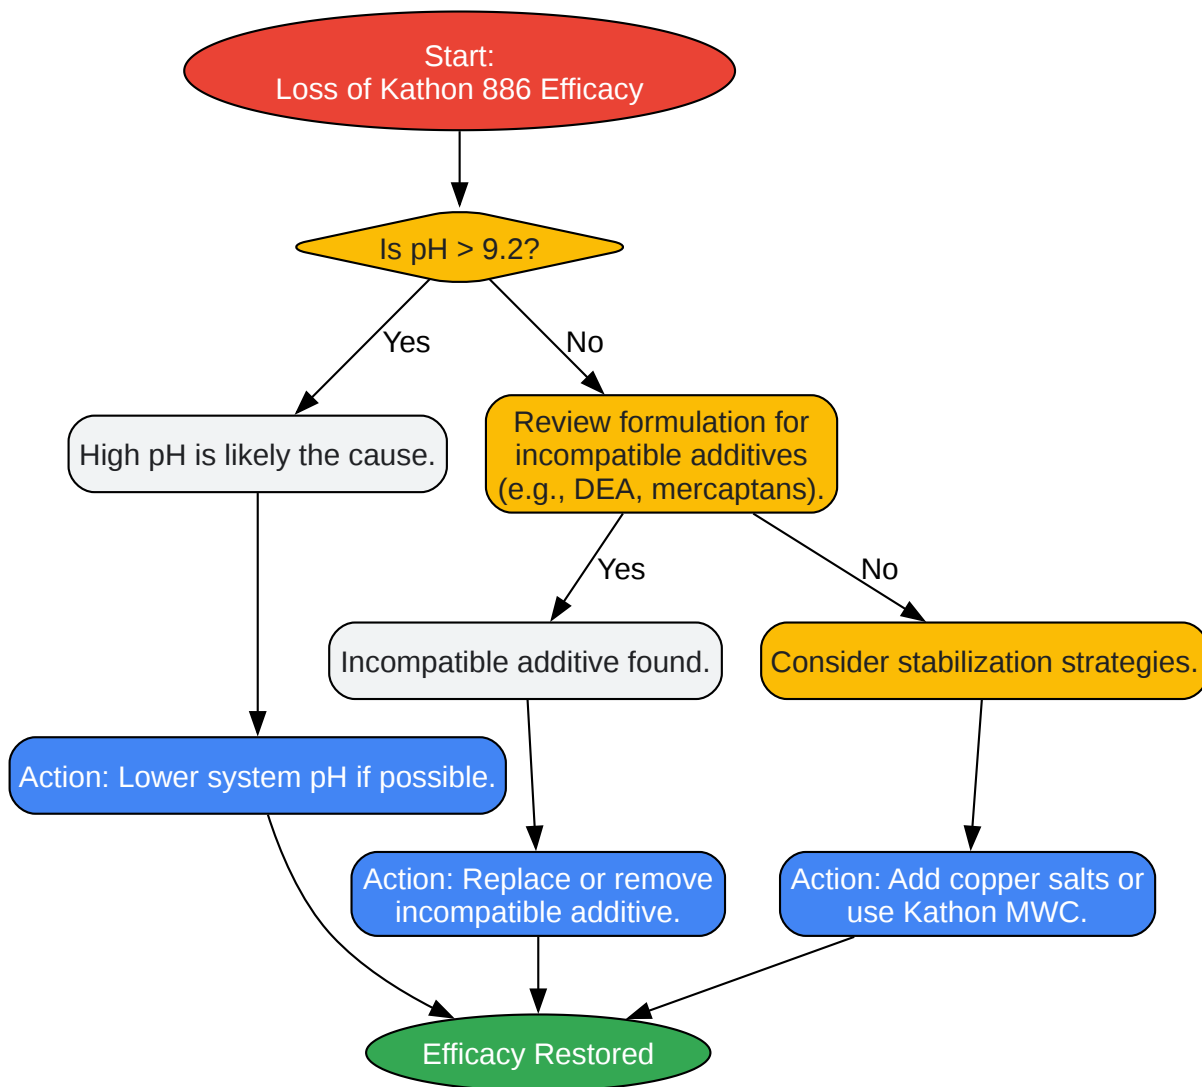 Start:
Loss of Kathon 886 Efficacy
Is pH > 9.2?
Yes
No
High pH is likely the cause.
Review formulation for
incompatible additives
(e.g., DEA, mercaptans).
Yes
No
Incompatible additive found.
Consider stabilization strategies.
Action: Lower system pH if possible.
Action: Replace or remove
incompatible additive.
Action: Add copper salts or
use Kathon MWC.
Efficacy Restored